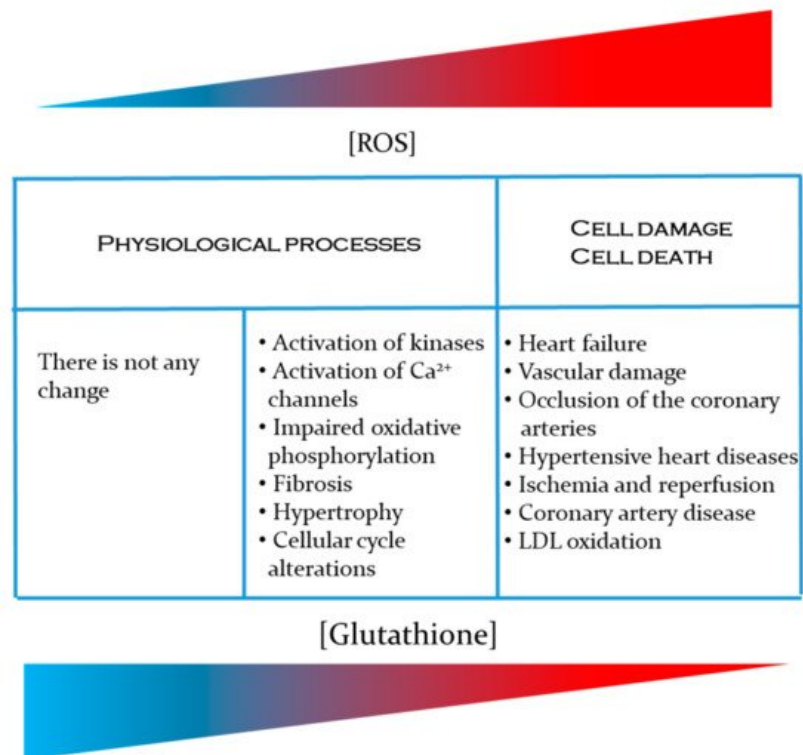 [ROS]
PHYSIOLOGICAL PROCESSES
CELL DAMAGE
CELL DEATH
There is not any
change
• Activation of kinases
• Activation of Ca²⁺
channels
• Impaired oxidative
phosphorylation
• Fibrosis
• Hypertrophy
• Cellular cycle
alterations
• Heart failure
• Vascular damage
• Occlusion of the coronary
arteries
• Hypertensive heart diseases
• Ischemia and reperfusion
• Coronary artery disease
• LDL oxidation
[Glutathione]